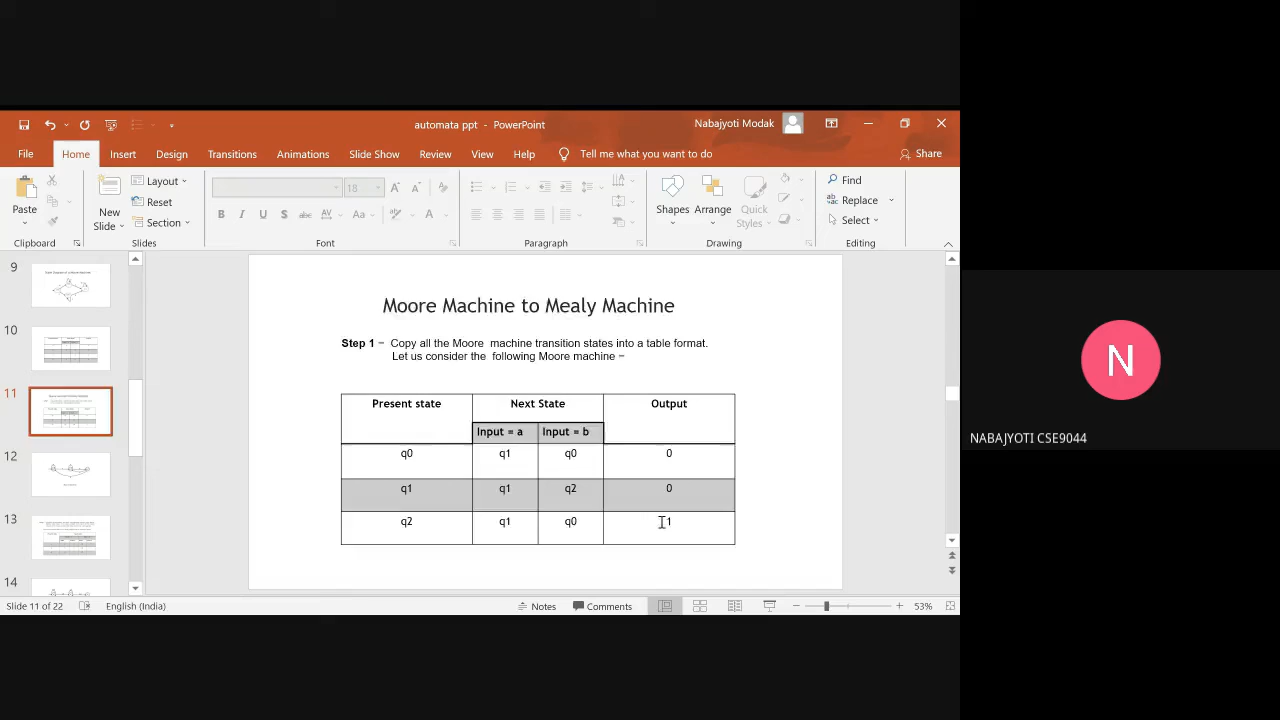 automata ppt - PowerPoint
Nabajyoti Modak
File Home Insert Design Transitions Animations Slide Show Review View Help Tell me what you want to do Share
Paste
New Slide
Layout
Reset
Section
18
B I U S abc AV Aa A
Shapes Arrange Quick Styles
Find
Replace
Select
Clipboard Slides Font Paragraph Drawing Editing
9
10
11
12
13
14
Moore Machine to Mealy Machine
Step 1 − Copy all the Moore machine transition states into a table format.
Let us consider the following Moore machine −
Present state Next State Output
Input = a Input = b
q0 q1 q0 0
q1 q1 q2 0
q2 q1 q0 1
N
NABAJYOTI CSE9044
Slide 11 of 22 English (India) Notes Comments 53%